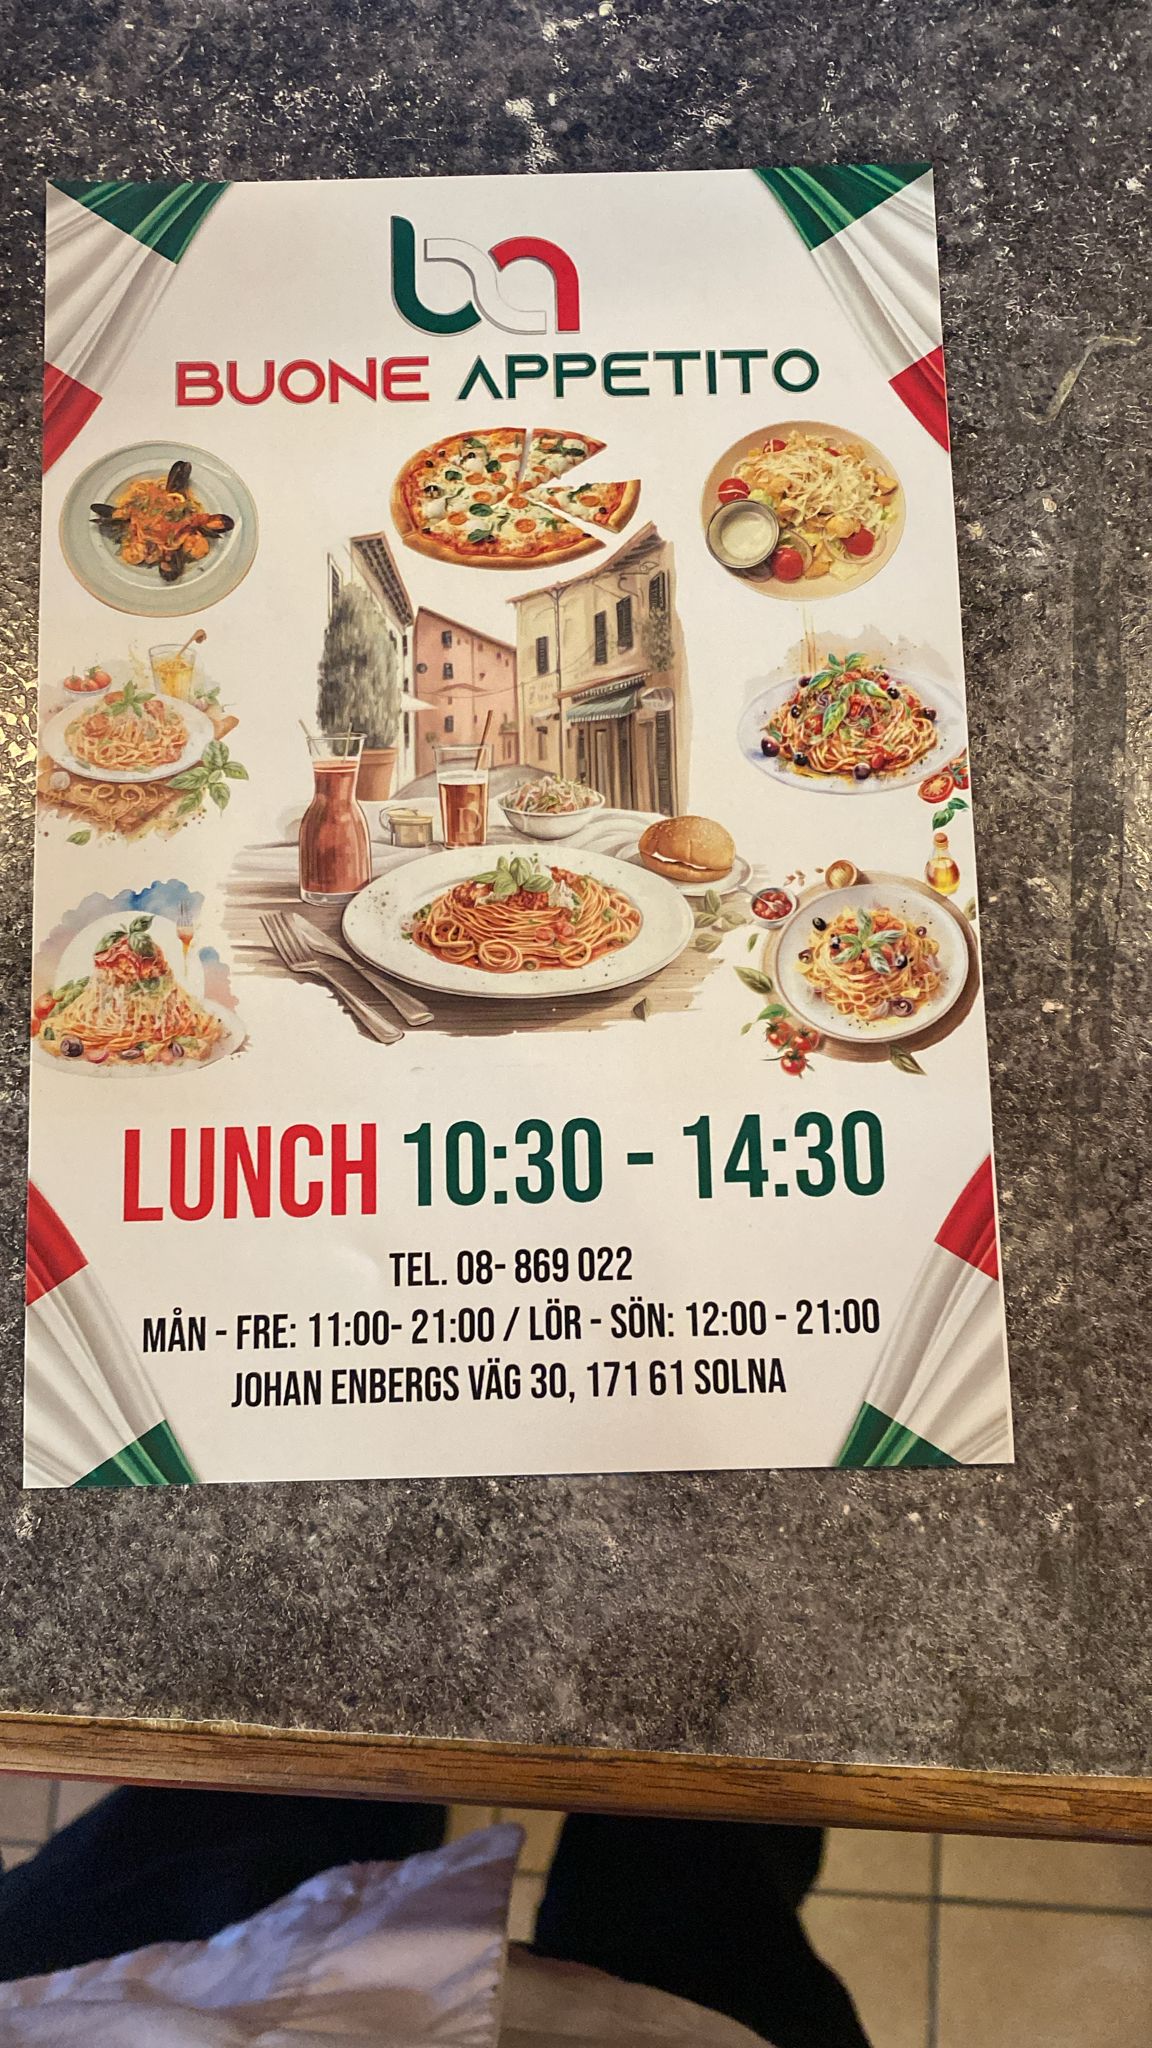 BUONE APPETITO
LUNCH 10:30 - 14:30
TEL. 08- 869 022
MÅN - FRE: 11:00- 21:00 / LÖR - SÖN: 12:00 - 21:00
JOHAN ENBERGS VÄG 30, 171 61 SOLNA